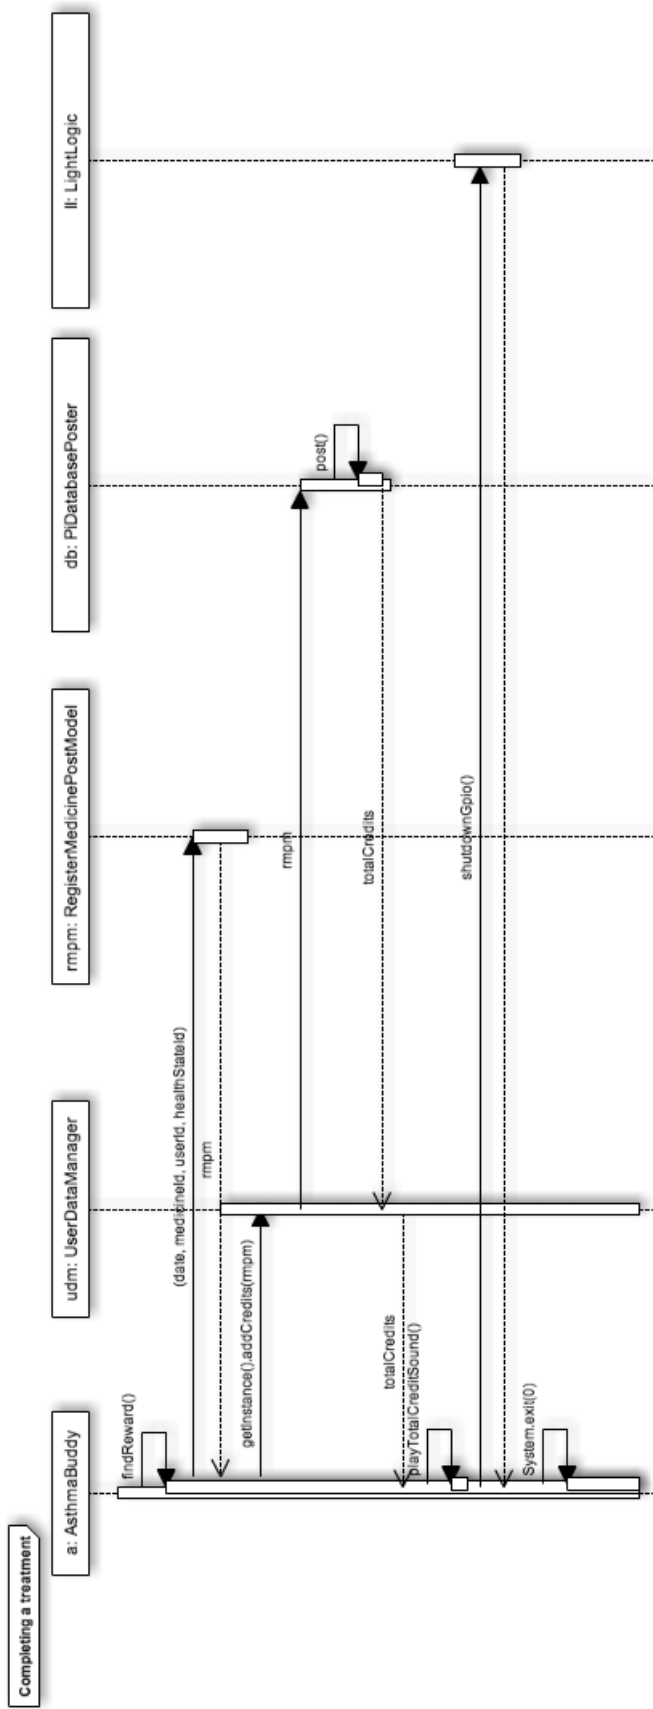 Completing a treatment
a: AsthmaBuddy
udm: UserDataManager
rmpm: RegisterMedicinePostModel
db: PiDatabasePoster
ll: LightLogic
findReward()
(date, medicineId, userId, healthStateId)
rmpm
getInstance().addCredits(rmpm)
rmpm
post()
totalCredits
totalCredits
playTotalCreditSound()
shutdownGpio()
System.exit(0)